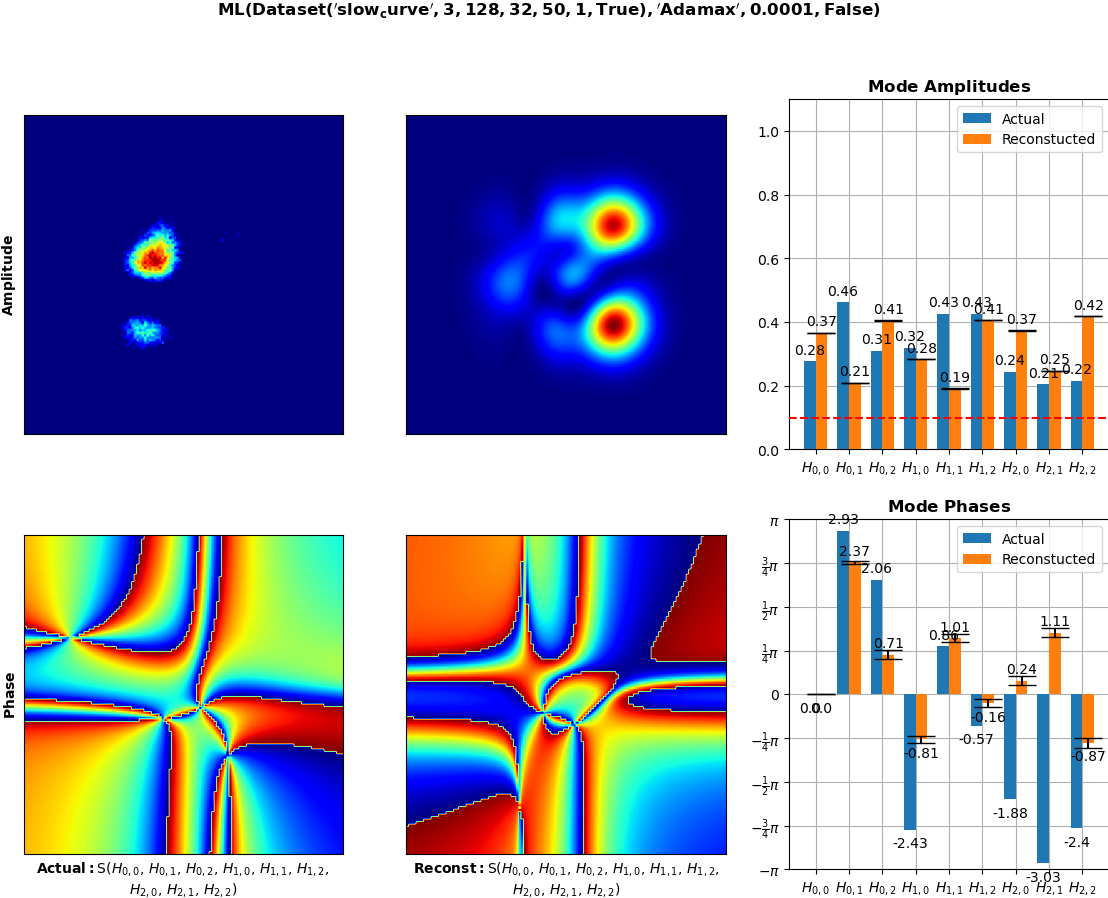 ML(Dataset(′slow_curve′, 3, 128, 32, 50, 1, True), ′Adamax′, 0.0001, False)
Amplitude
Mode Amplitudes
Actual
Reconstucted
1.0
0.8
0.6
0.4
0.2
0.0
0.28 0.37 0.46 0.21 0.31 0.41 0.32 0.28 0.43 0.19 0.43 0.41 0.24 0.37 0.21 0.25 0.22 0.42
H0,0 H0,1 H0,2 H1,0 H1,1 H1,2 H2,0 H2,1 H2,2
Phase
Actual: S(H0,0, H0,1, H0,2, H1,0, H1,1, H1,2,
H2,0, H2,1, H2,2)
Reconst: S(H0,0, H0,1, H0,2, H1,0, H1,1, H1,2,
H2,0, H2,1, H2,2)
Mode Phases
Actual
Reconstucted
π
3/4π
1/2π
1/4π
0
−1/4π
−1/2π
−3/4π
−π
0.0 0.0 2.93 2.37 2.06 0.71 -2.43 -0.81 0.86 1.01 -0.57 -0.16 -1.88 0.24 -3.03 1.11 -2.4 -0.87
H0,0 H0,1 H0,2 H1,0 H1,1 H1,2 H2,0 H2,1 H2,2